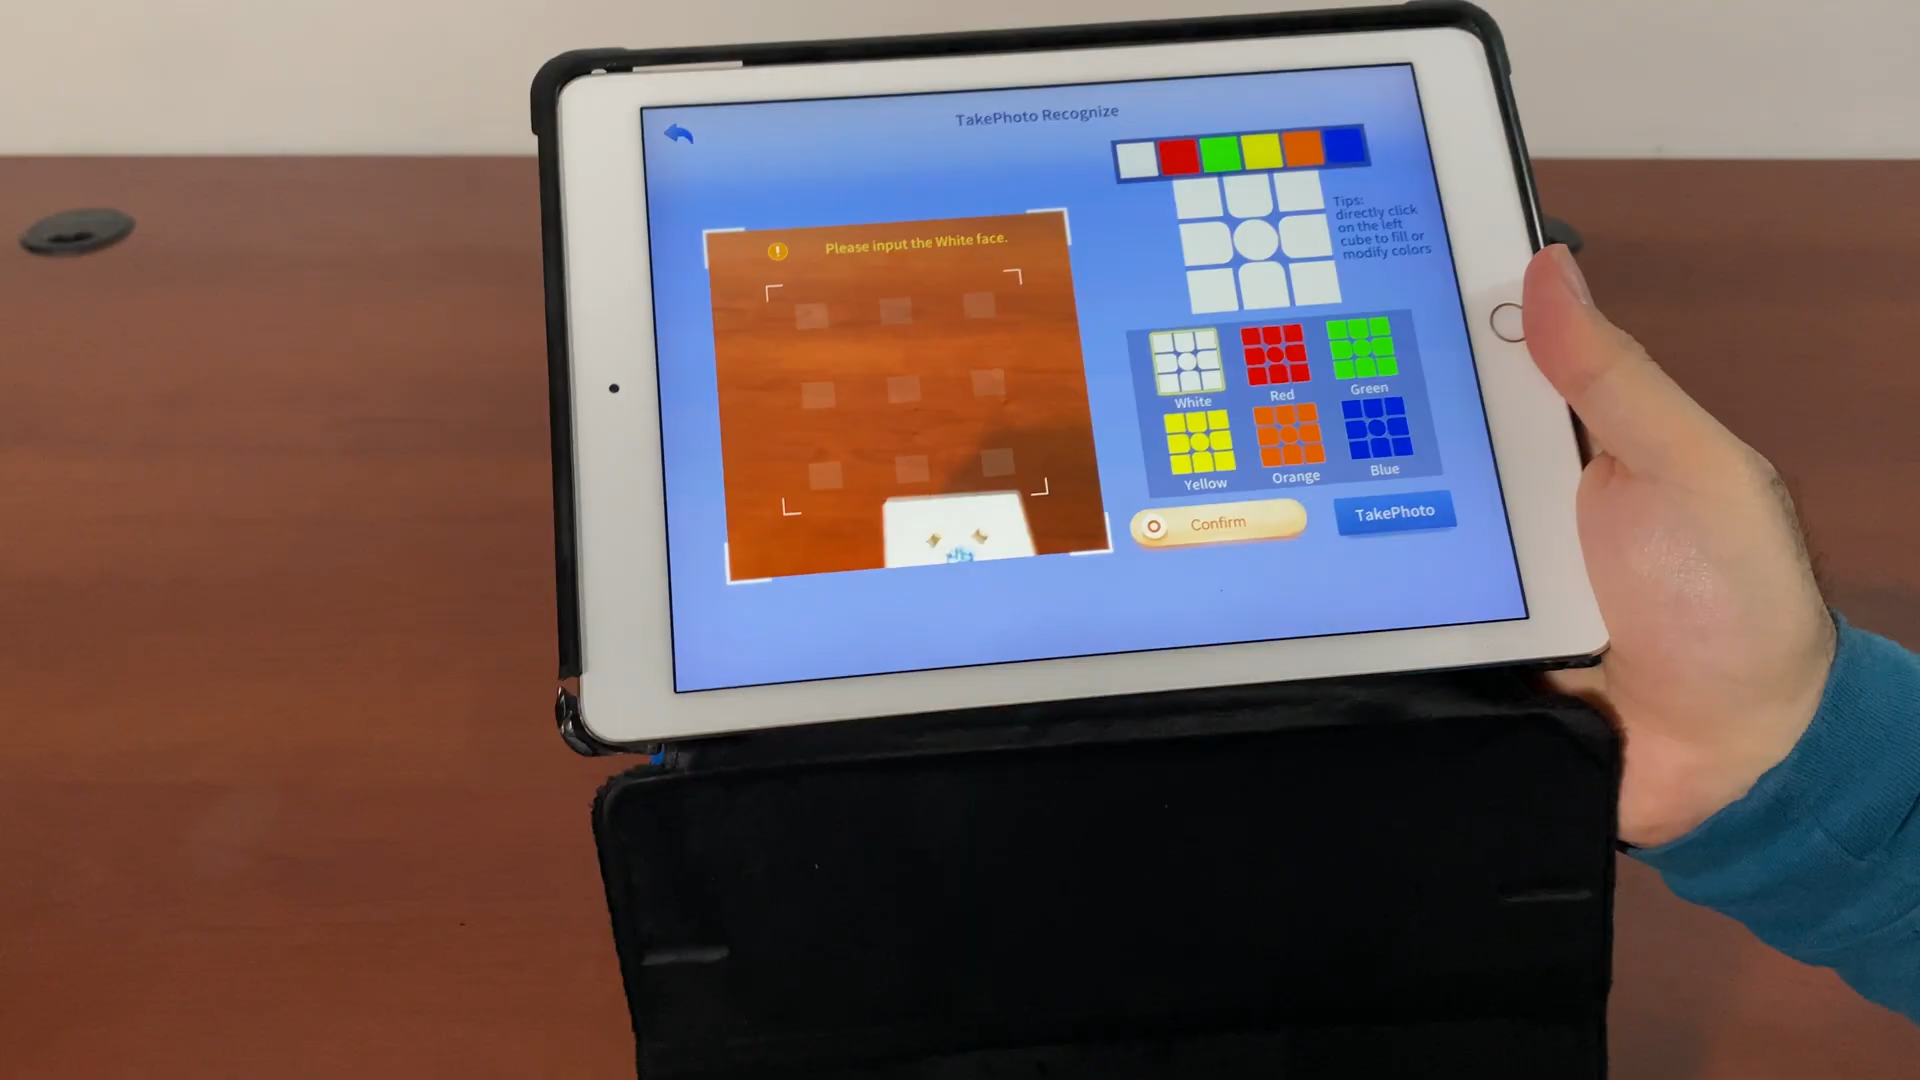 TakePhoto Recognize
Please input the White face.
Tips:
directly click
on the left
cube to fill or
modify colors
White
Red
Green
Yellow
Orange
Blue
Confirm
TakePhoto